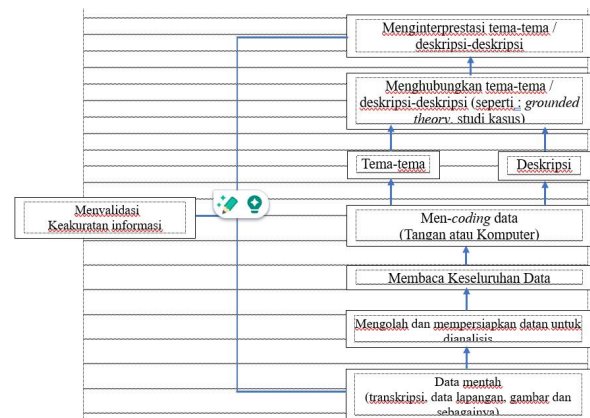 Menginterprestasi tema-tema /
deskripsi-deskripsi
Menghubungkan tema-tema /
deskripsi-deskripsi (seperti ; grounded
theory, studi kasus)
Tema-tema
Deskripsi
Menvalidasi
Keakuratan informasi
Men-coding data
(Tangan atau Komputer)
Membaca Keseluruhan Data
Mengolah dan mempersiapkan datan untuk
dianalisis
Data mentah
(transkripsi, data lapangan, gambar dan
sebagainya)